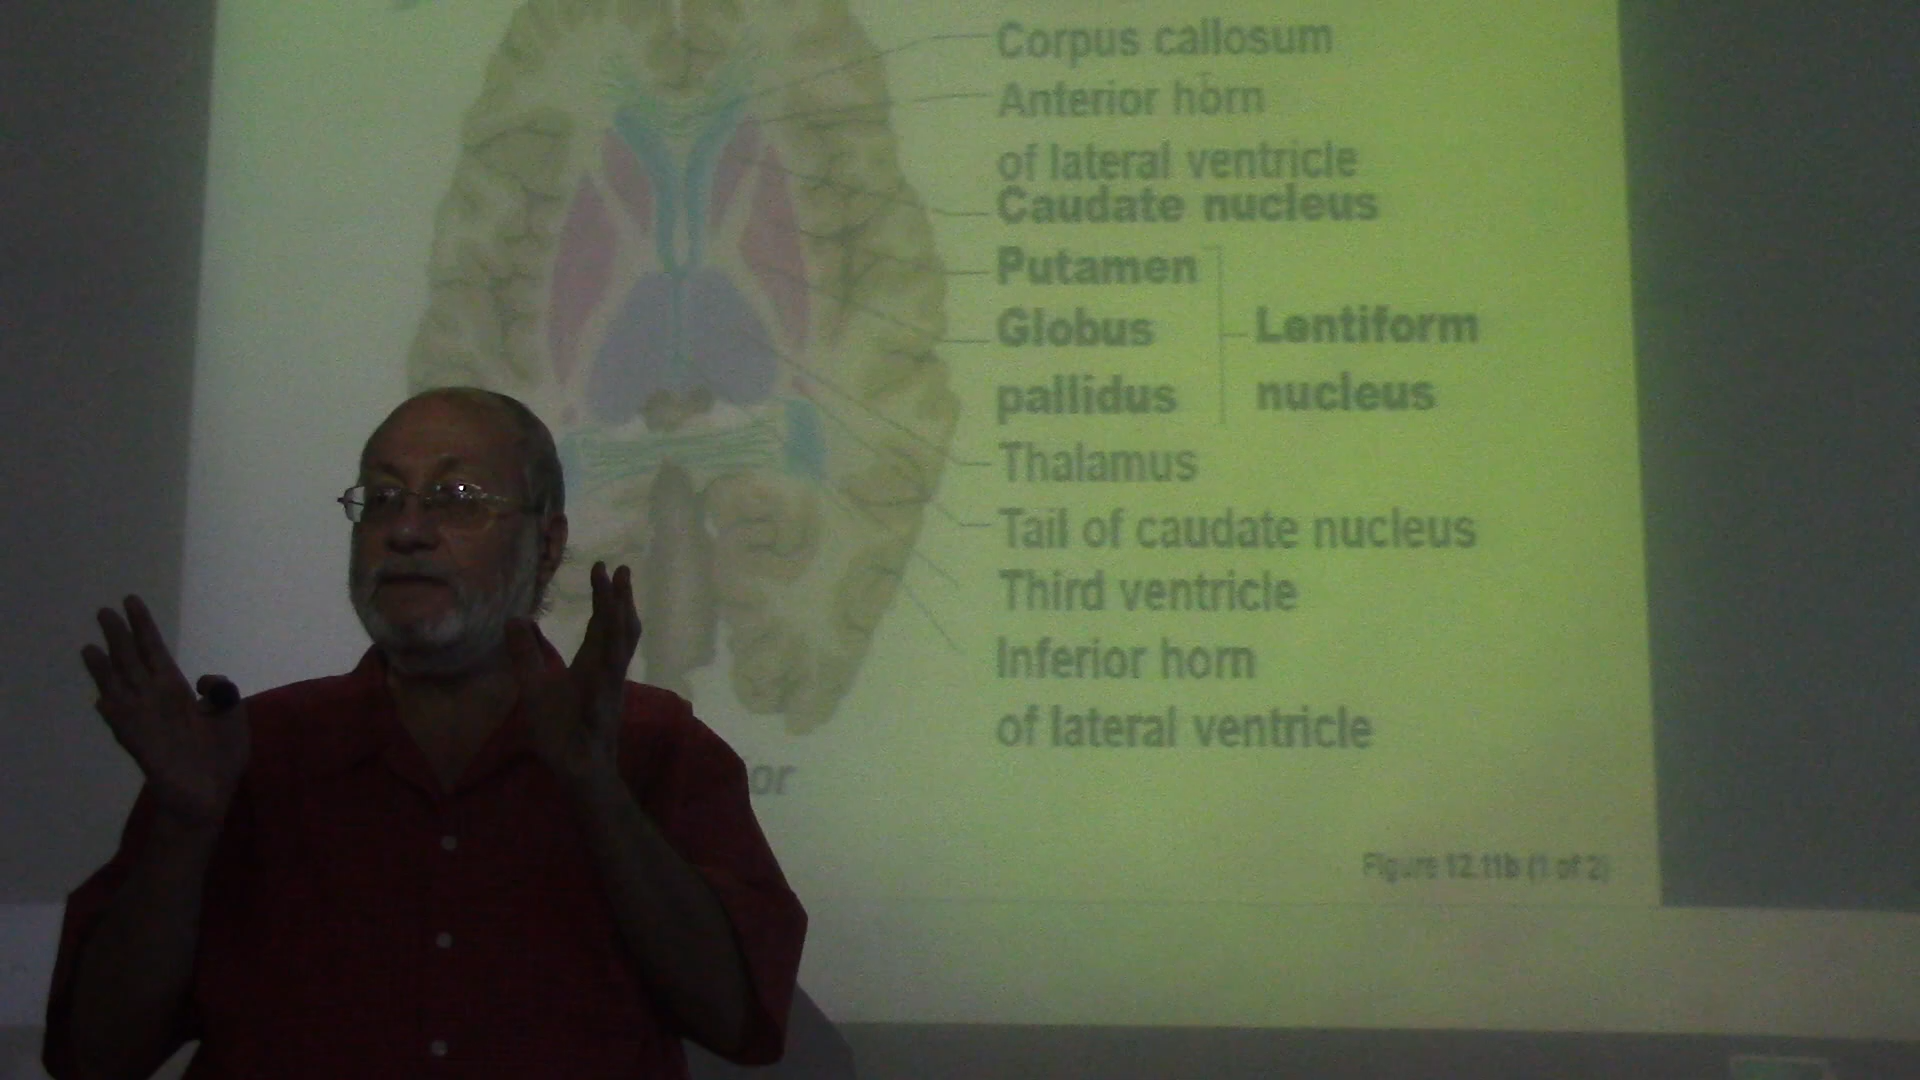 Corpus callosum
Anterior horn
of lateral ventricle
Caudate nucleus
Putamen
Globus
pallidus
Lentiform
nucleus
Thalamus
Tail of caudate nucleus
Third ventricle
Inferior horn
of lateral ventricle
Figure 12.11b (1 of 2)